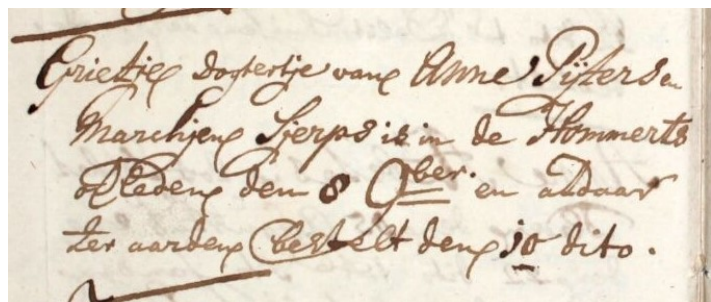 Grietje dogtertje van Anne Pijters en
Marchjen Sjerps is in de Hommerts
overleden den 8 9ber. en aldaar
ter aarden bestelt den 10 dito.